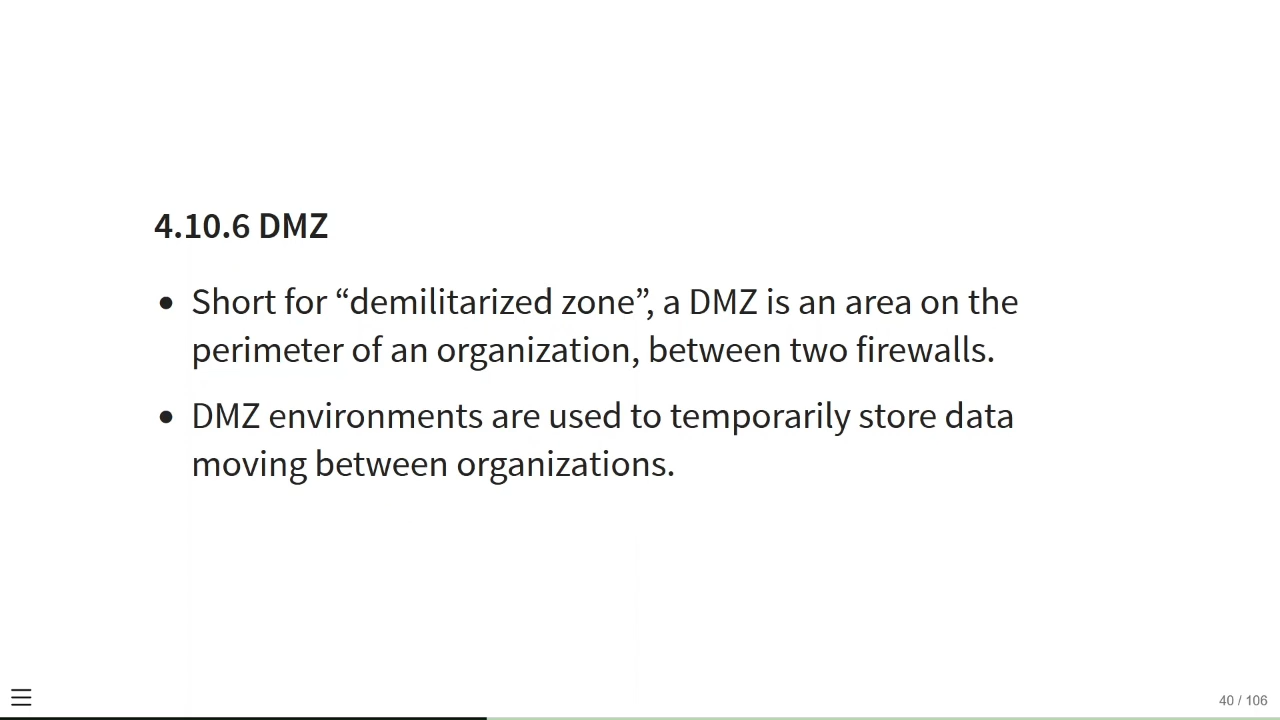 4.10.6 DMZ
• Short for “demilitarized zone”, a DMZ is an area on the
perimeter of an organization, between two firewalls.
• DMZ environments are used to temporarily store data
moving between organizations.
40 / 106